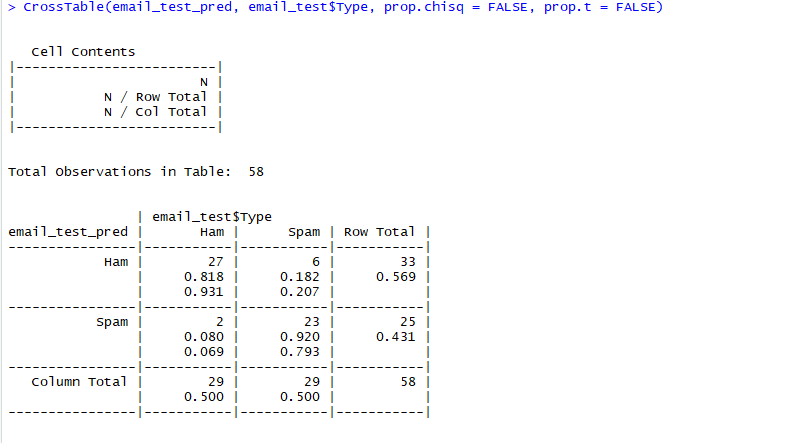 > CrossTable(email_test_pred, email_test$Type, prop.chisq = FALSE, prop.t = FALSE)
Cell Contents
|-------------------------|
|                       N |
|           N / Row Total |
|           N / Col Total |
|-------------------------|
Total Observations in Table:  58
                | email_test$Type
email_test_pred |       Ham |      Spam | Row Total |
----------------|-----------|-----------|-----------|
            Ham |        27 |         6 |        33 |
                |     0.818 |     0.182 |     0.569 |
                |     0.931 |     0.207 |           |
----------------|-----------|-----------|-----------|
           Spam |         2 |        23 |        25 |
                |     0.080 |     0.920 |     0.431 |
                |     0.069 |     0.793 |           |
----------------|-----------|-----------|-----------|
   Column Total |        29 |        29 |        58 |
                |     0.500 |     0.500 |           |
----------------|-----------|-----------|-----------|